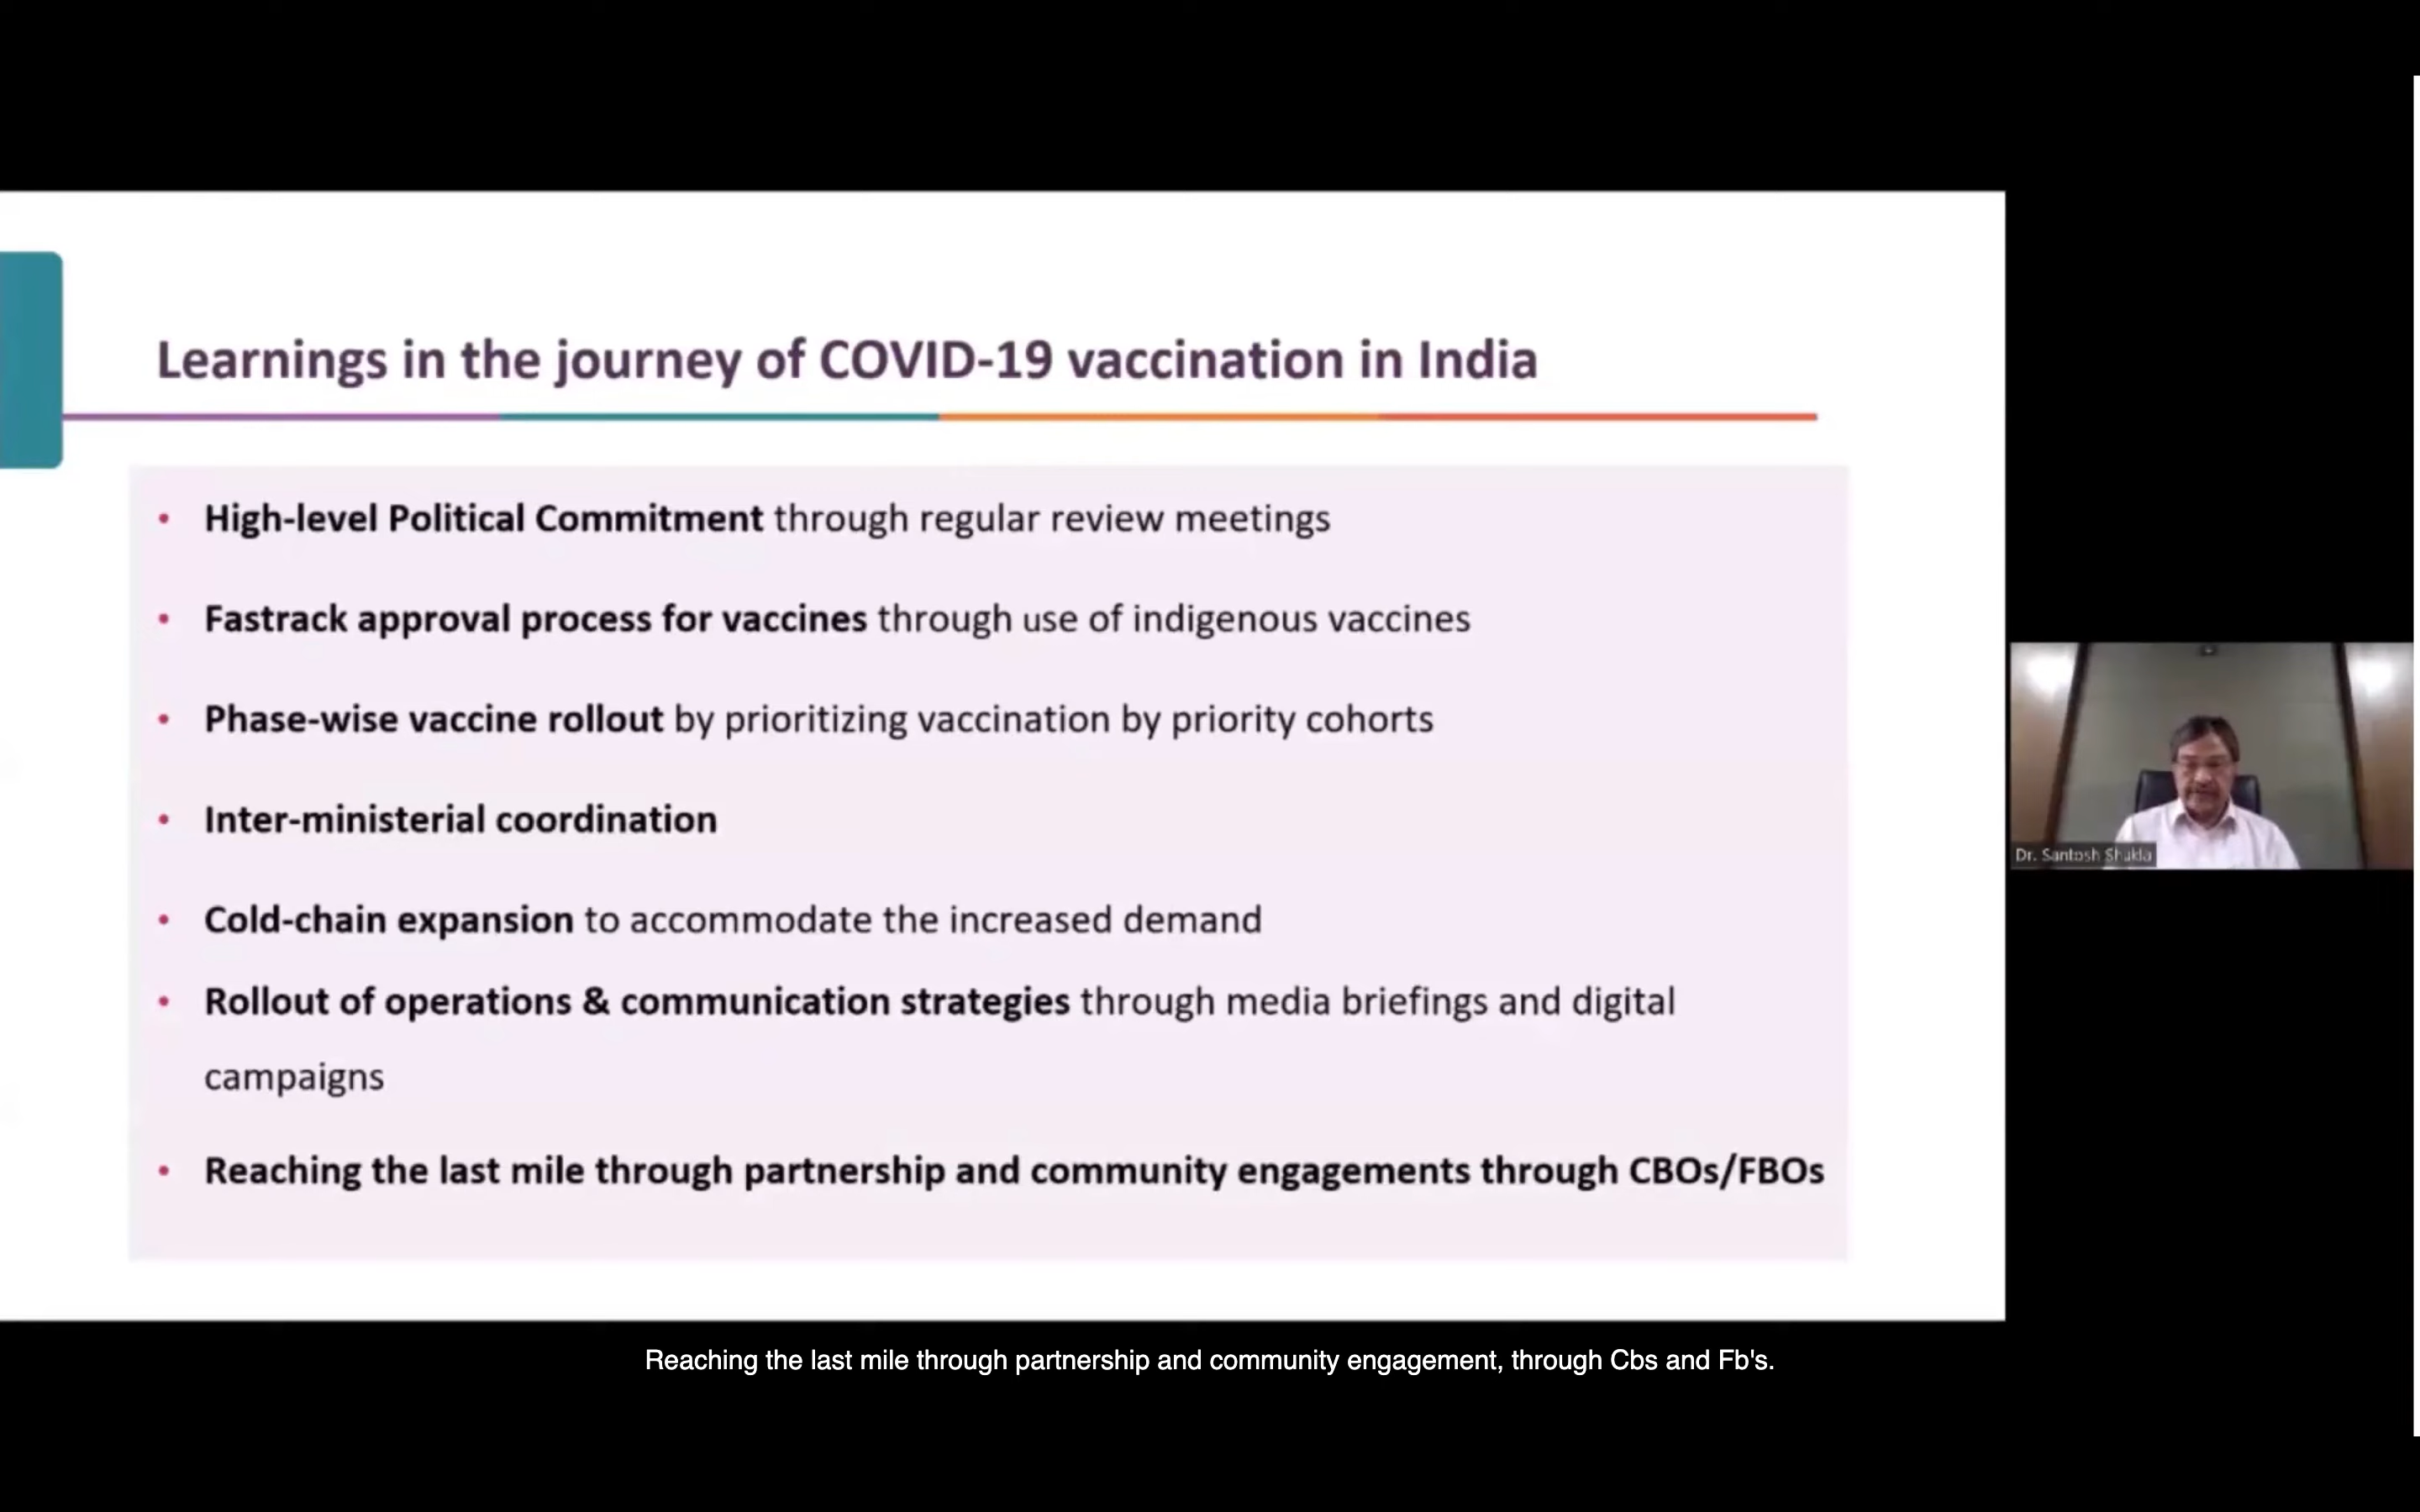 Learnings in the journey of COVID-19 vaccination in India
• High-level Political Commitment through regular review meetings
• Fastrack approval process for vaccines through use of indigenous vaccines
• Phase-wise vaccine rollout by prioritizing vaccination by priority cohorts
• Inter-ministerial coordination
• Cold-chain expansion to accommodate the increased demand
• Rollout of operations & communication strategies through media briefings and digital
campaigns
• Reaching the last mile through partnership and community engagements through CBOs/FBOs
Dr. Santosh Shukla
Reaching the last mile through partnership and community engagement, through Cbs and Fb's.